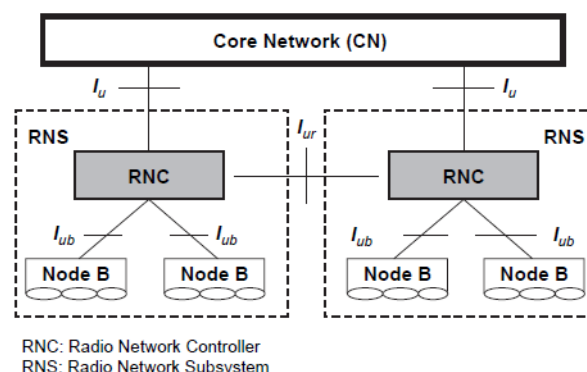 Core Network (CN)
Iu
Iu
RNS
Iur
RNS
RNC
RNC
Iub
Iub
Iub
Iub
Node B
Node B
Node B
Node B
RNC: Radio Network Controller
RNS: Radio Network Subsystem